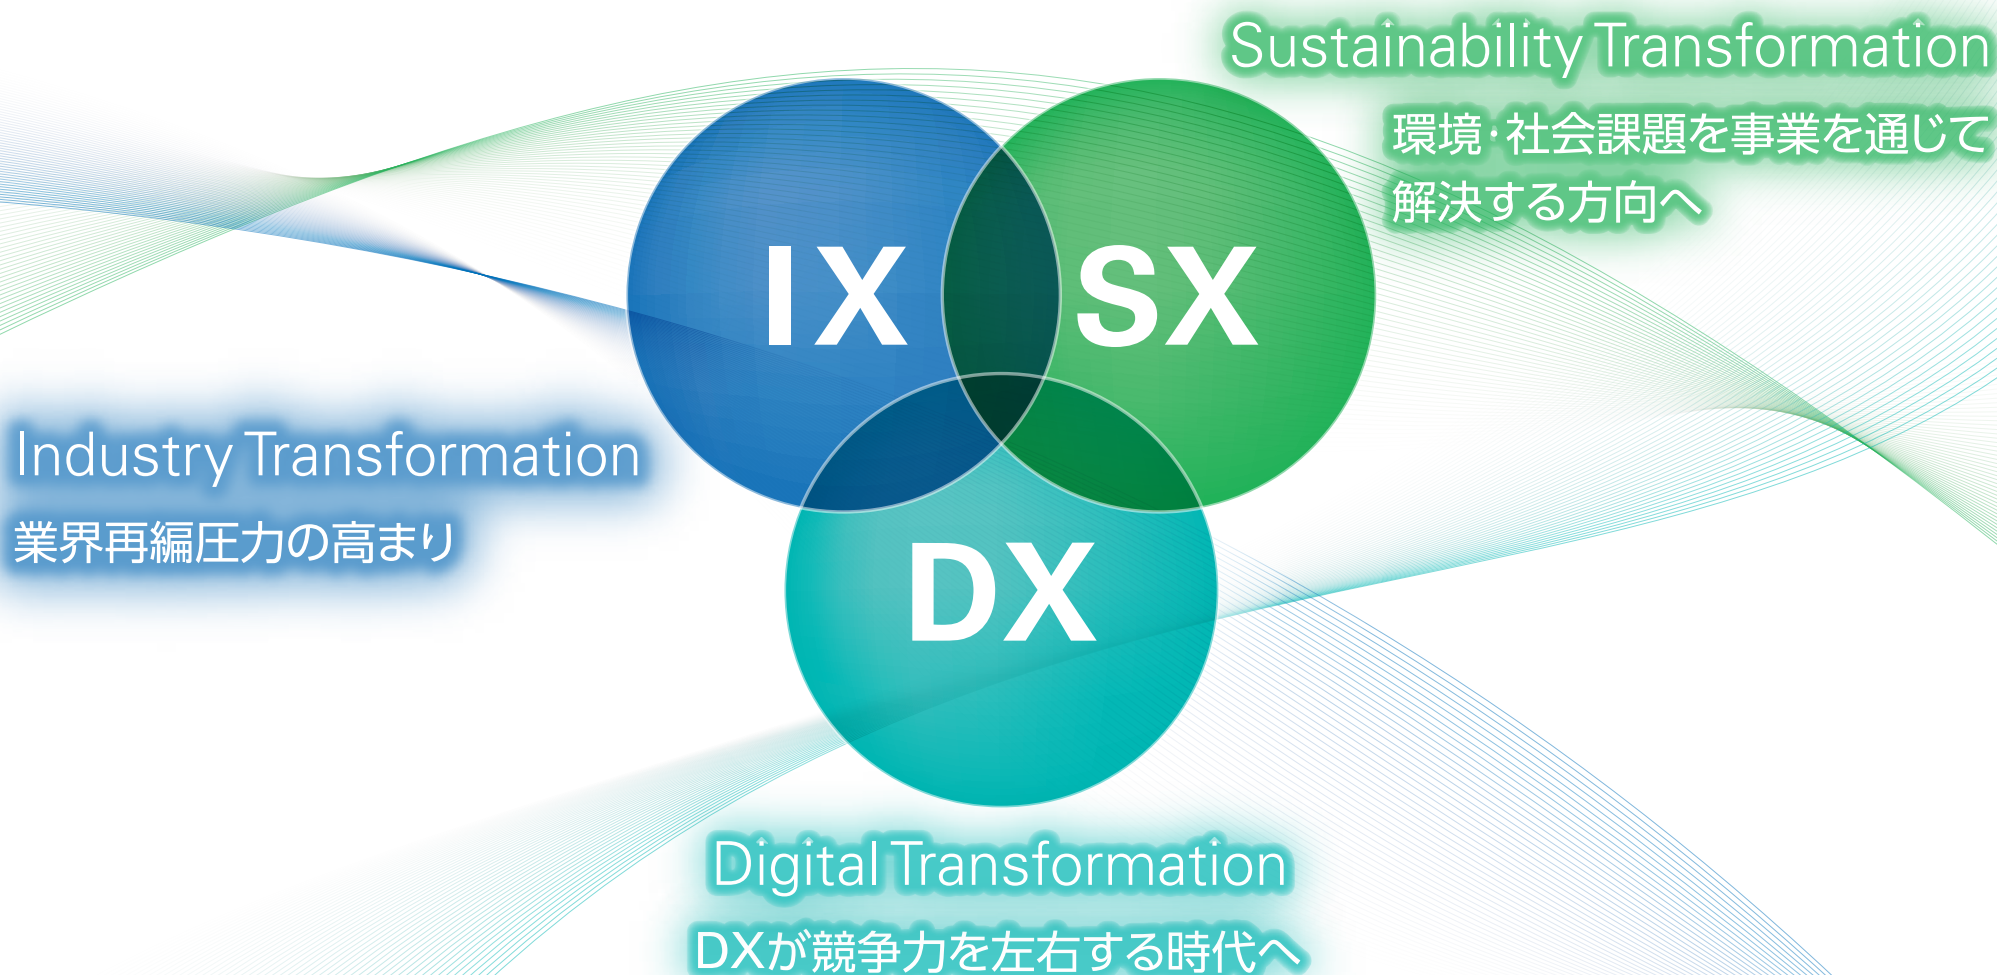 Sustainability Transformation
環境・社会課題を事業を通じて
解決する方向へ
IX
SX
Industry Transformation
業界再編圧力の高まり
DX
Digital Transformation
DXが競争力を左右する時代へ